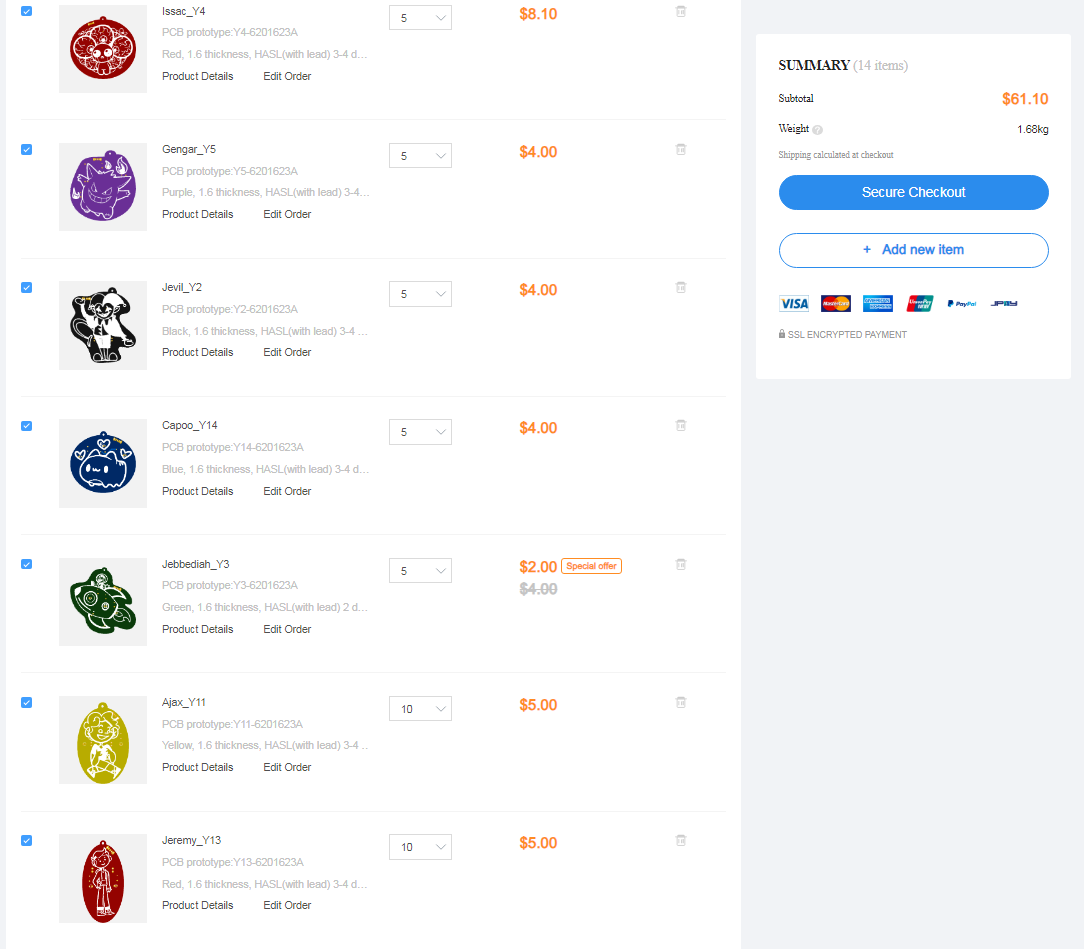 Issac_Y4
5
$8.10
PCB prototype:Y4-6201623A
Red, 1.6 thickness, HASL(with lead) 3-4 d...
Product Details Edit Order
Gengar_Y5
5
$4.00
PCB prototype:Y5-6201623A
Purple, 1.6 thickness, HASL(with lead) 3-4...
Product Details Edit Order
Jevil_Y2
5
$4.00
PCB prototype:Y2-6201623A
Black, 1.6 thickness, HASL(with lead) 3-4 ...
Product Details Edit Order
Capoo_Y14
5
$4.00
PCB prototype:Y14-6201623A
Blue, 1.6 thickness, HASL(with lead) 3-4 d...
Product Details Edit Order
Jebbediah_Y3
5
$2.00 Special offer
$4.00
PCB prototype:Y3-6201623A
Green, 1.6 thickness, HASL(with lead) 2 d...
Product Details Edit Order
Ajax_Y11
10
$5.00
PCB prototype:Y11-6201623A
Yellow, 1.6 thickness, HASL(with lead) 3-4 ..
Product Details Edit Order
Jeremy_Y13
10
$5.00
PCB prototype:Y13-6201623A
Red, 1.6 thickness, HASL(with lead) 3-4 d...
Product Details Edit Order
SUMMARY (14 items)
Subtotal $61.10
Weight ? 1.68kg
Shipping calculated at checkout
Secure Checkout
+ Add new item
VISA MasterCard AMERICAN EXPRESS UnionPay PayPal
SSL ENCRYPTED PAYMENT